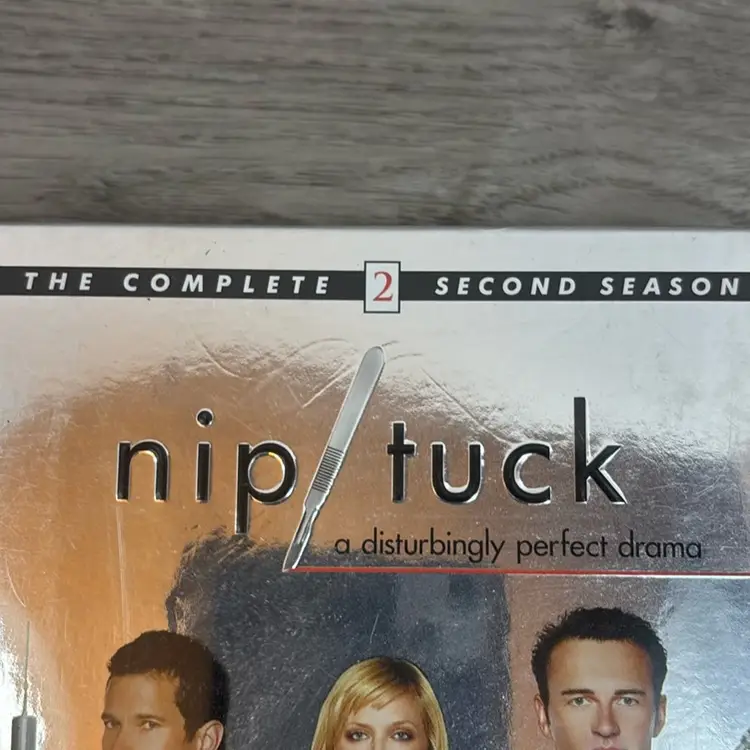 THE COMPLETE 2 SECOND SEASON
nip/tuck
a disturbingly perfect drama